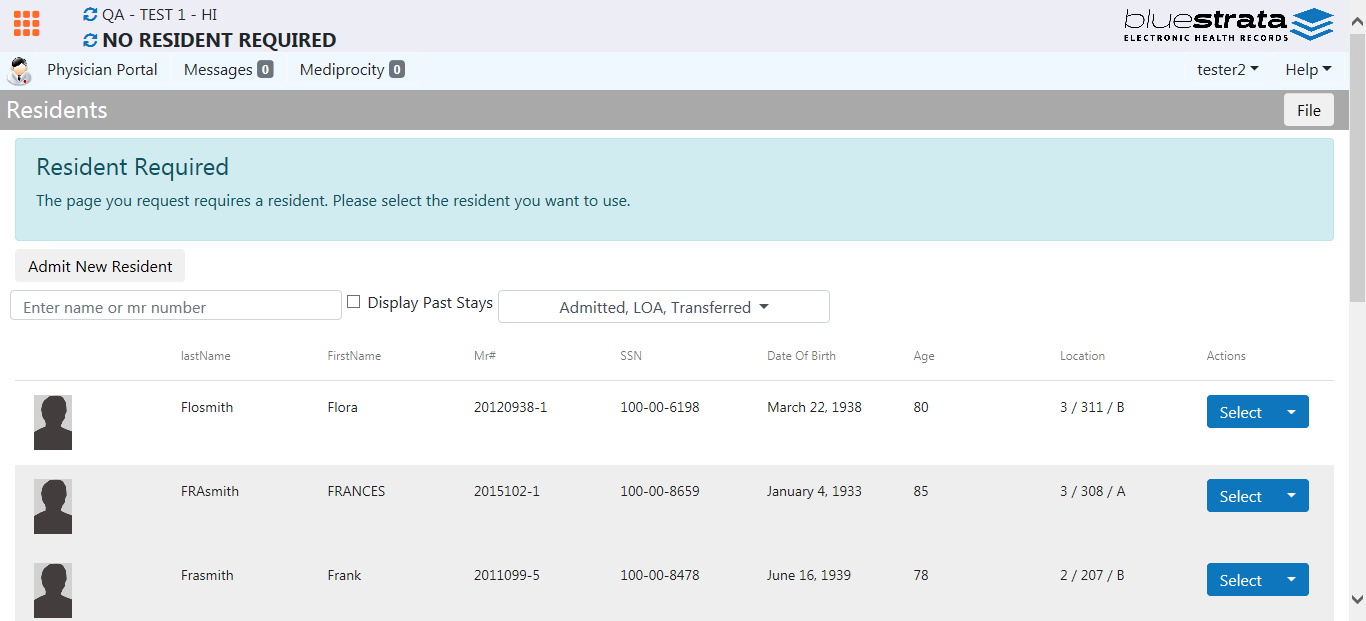 QA - TEST 1 - HI
NO RESIDENT REQUIRED
bluestrata
ELECTRONIC HEALTH RECORDS
Physician Portal Messages 0 Mediprocity 0 tester2 Help
Residents File
Resident Required
The page you request requires a resident. Please select the resident you want to use.
Admit New Resident
Enter name or mr number Display Past Stays Admitted, LOA, Transferred
lastName FirstName Mr# SSN Date Of Birth Age Location Actions
Flosmith Flora 20120938-1 100-00-6198 March 22, 1938 80 3 / 311 / B Select
FRAsmith FRANCES 2015102-1 100-00-8659 January 4, 1933 85 3 / 308 / A Select
Frasmith Frank 2011099-5 100-00-8478 June 16, 1939 78 2 / 207 / B Select